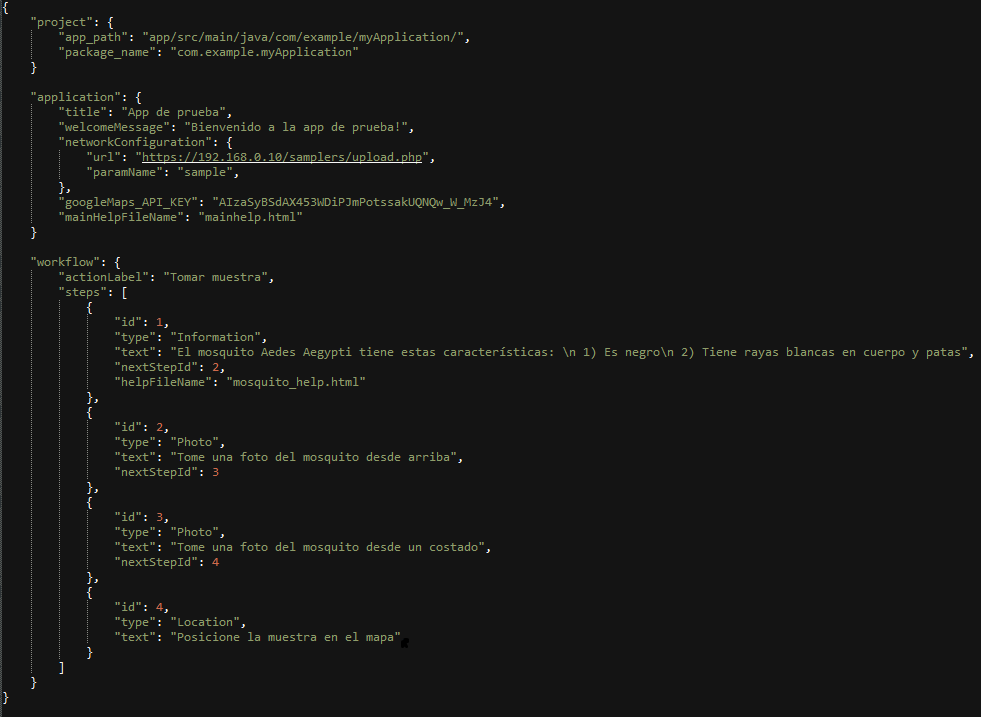 {
    "project": {
        "app_path": "app/src/main/java/com/example/myApplication/",
        "package_name": "com.example.myApplication"
    }

    "application": {
        "title": "App de prueba",
        "welcomeMessage": "Bienvenido a la app de prueba!",
        "networkConfiguration": {
            "url": "https://192.168.0.10/samplers/upload.php",
            "paramName": "sample",
        },
        "googleMaps_API_KEY": "AIzaSyBSdAX453WDiPJmPotssakUQNQw_W_MzJ4",
        "mainHelpFileName": "mainhelp.html"
    }

    "workflow": {
        "actionLabel": "Tomar muestra",
        "steps": [
            {
                "id": 1,
                "type": "Information",
                "text": "El mosquito Aedes Aegypti tiene estas características: \n 1) Es negro\n 2) Tiene rayas blancas en cuerpo y patas",
                "nextStepId": 2,
                "helpFileName": "mosquito_help.html"
            },
            {
                "id": 2,
                "type": "Photo",
                "text": "Tome una foto del mosquito desde arriba",
                "nextStepId": 3
            },
            {
                "id": 3,
                "type": "Photo",
                "text": "Tome una foto del mosquito desde un costado",
                "nextStepId": 4
            },
            {
                "id": 4,
                "type": "Location",
                "text": "Posicione la muestra en el mapa"
            }
        ]
    }
}